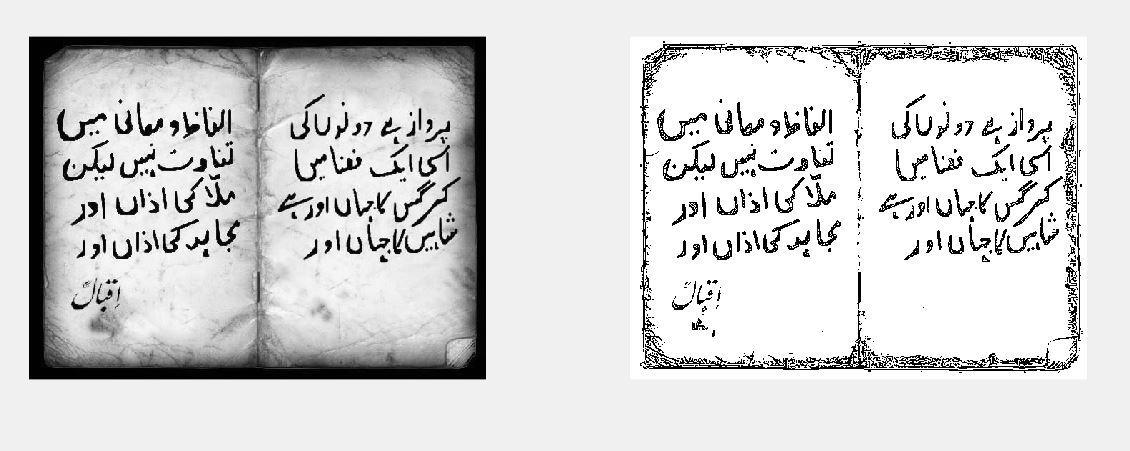 پرواز ہے دونوں کی
اسی ایک فضا میں
کرگس کا جہاں اور ہے
شاہیں کا جہاں اور
الفاظ و معانی میں
تفاوت نہیں لیکن
ملّا کی اذاں اور
مجاہد کی اذاں اور
اقبالؒ
پرواز ہے دونوں کی
اسی ایک فضا میں
کرگس کا جہاں اور ہے
شاہیں کا جہاں اور
الفاظ و معانی میں
تفاوت نہیں لیکن
ملّا کی اذاں اور
مجاہد کی اذاں اور
اقبالؒ